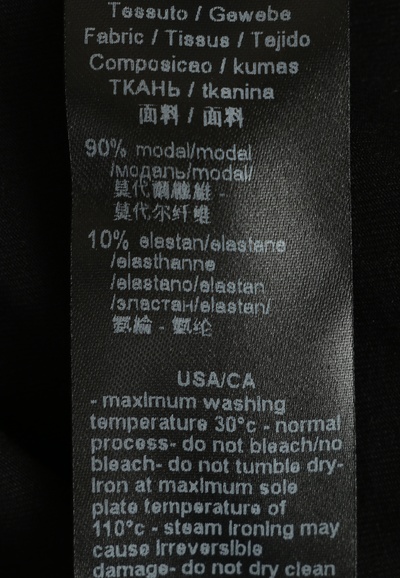 Tessuto / Gewebe
Fabric / Tissus / Tejido
Composicao / kumas
ТКАНЬ / tkanina
面料 / 面料
90% modal/modal
/модаль/modal/
莫代爾纖維 -
莫代尔纤维
10% elastan/elastane
/elasthanne
/elastano/elastan
/эластан/elastan/
氨綸 - 氨纶
USA/CA
- maximum washing
temperature 30°c - normal
process- do not bleach/no
bleach- do not tumble dry-
iron at maximum sole
plate temperature of
110°c - steam ironing may
cause irreversible
damage- do not dry clean